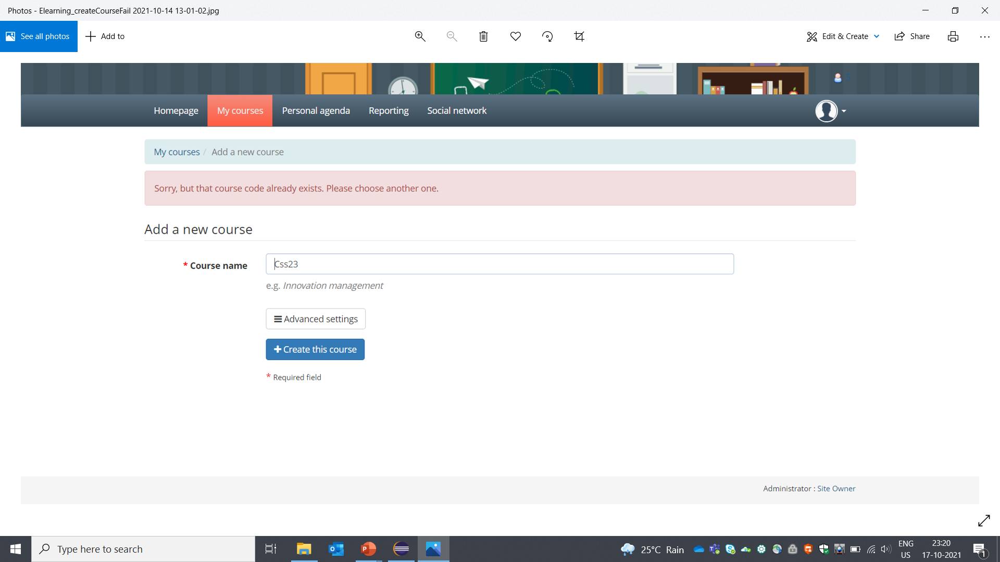 Photos - Elearning_createCourseFail 2021-10-14 13-01-02.jpg
See all photos
Add to
Edit & Create
Share
Homepage
My courses
Personal agenda
Reporting
Social network
My courses / Add a new course
Sorry, but that course code already exists. Please choose another one.
Add a new course
* Course name
Css23
e.g. Innovation management
Advanced settings
Create this course
* Required field
Administrator : Site Owner
Type here to search
25°C Rain
ENG
US
23:20
17-10-2021
1